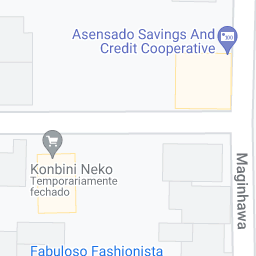 Asensado Savings And
Credit Cooperative
Konbini Neko
Temporariamente
fechado
Maginhawa
Fabuloso Fashionista